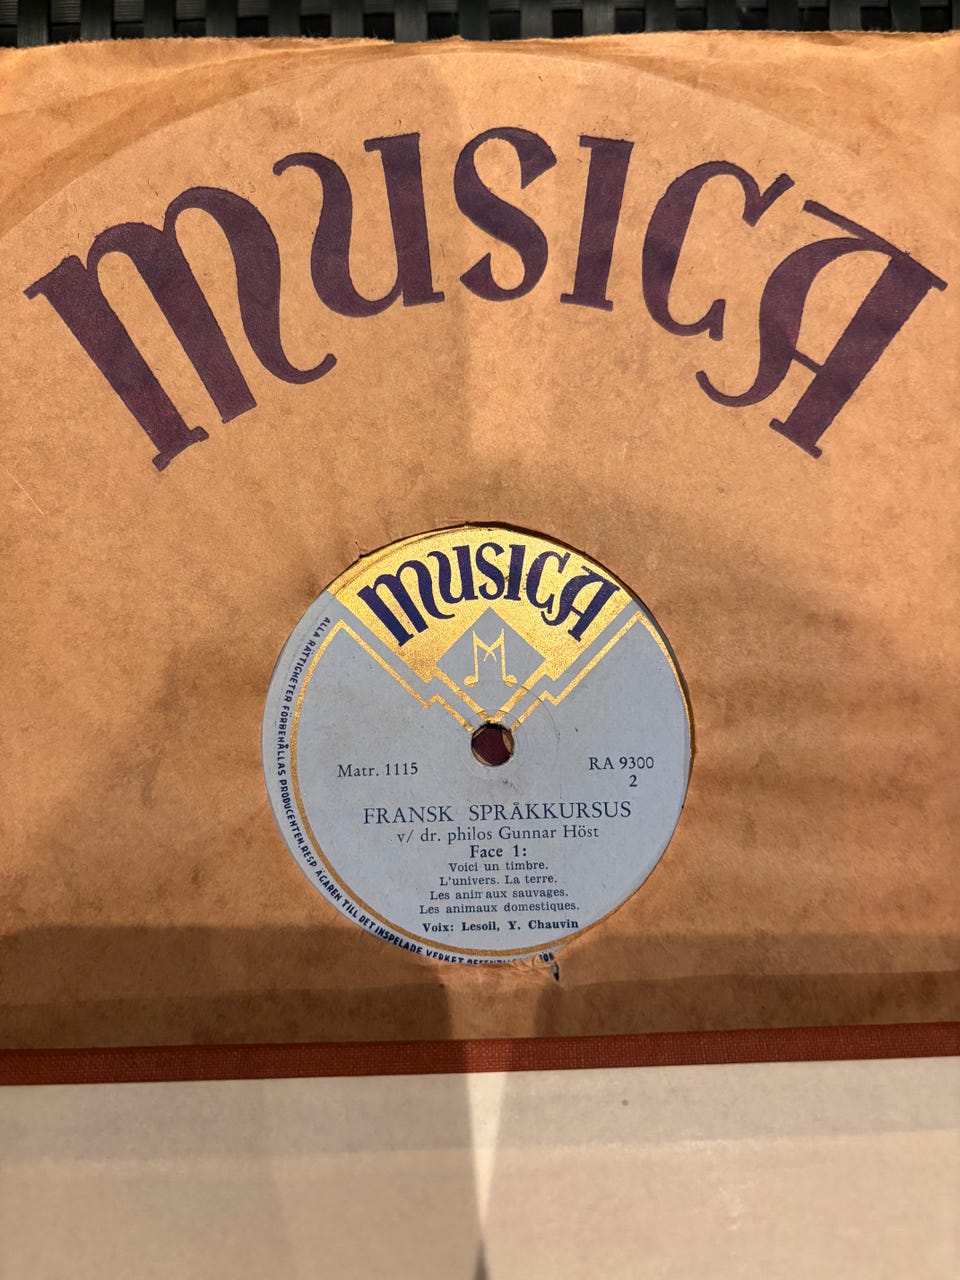 MUSICA
MUSICA
M
ALLA RÄTTIGHETER FÖRBEHÅLLAS PRODUCENTEN, RESP ÄGAREN TILL DET INSPELADE VERKET
Matr. 1115
RA 9300
2
FRANSK SPRÅKKURSUS
v/ dr. philos Gunnar Höst
Face 1:
Voici un timbre.
L'univers. La terre.
Les animaux sauvages.
Les animaux domestiques.
Voix: Lesoil, Y. Chauvin